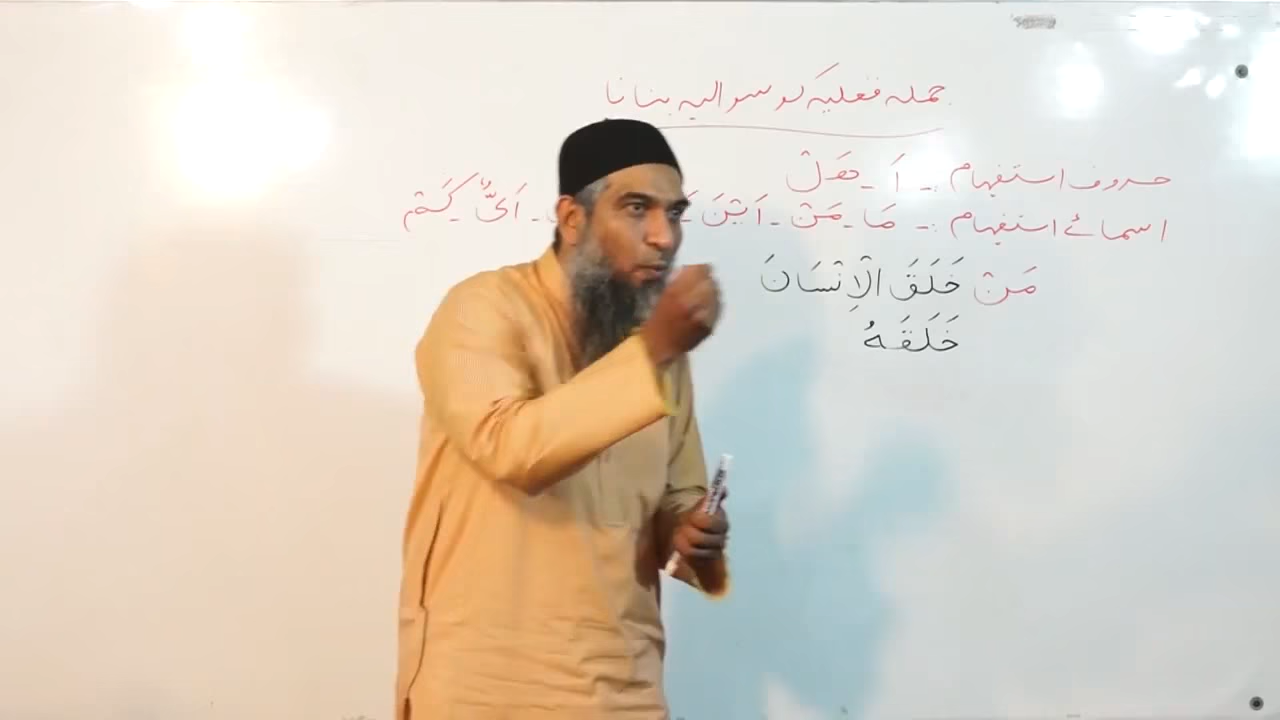 جملہ فعلیہ کو سوالیہ بنانا
حروف استفہام :- اَ - ھَلْ
اسمائے استفہام :- مَا - مَنْ - اَیْنَ - اَیُّ - كَمْ
مَنْ خَلَقَ الْاِنْسَانَ
خَلَقَهُ